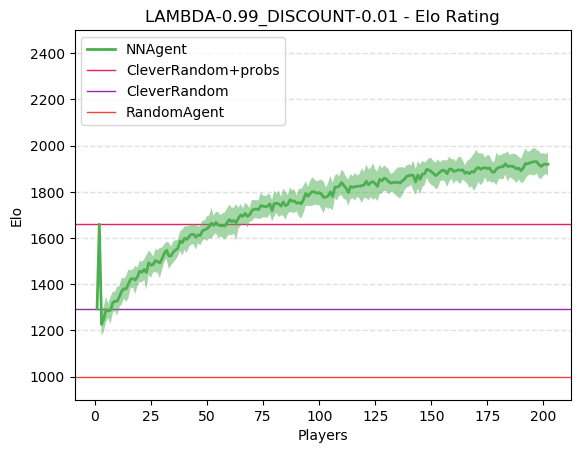 LAMBDA-0.99_DISCOUNT-0.01 - Elo Rating
NNAgent
CleverRandom+probs
CleverRandom
RandomAgent
2400
2200
2000
1800
1600
1400
1200
1000
Elo
0 25 50 75 100 125 150 175 200
Players